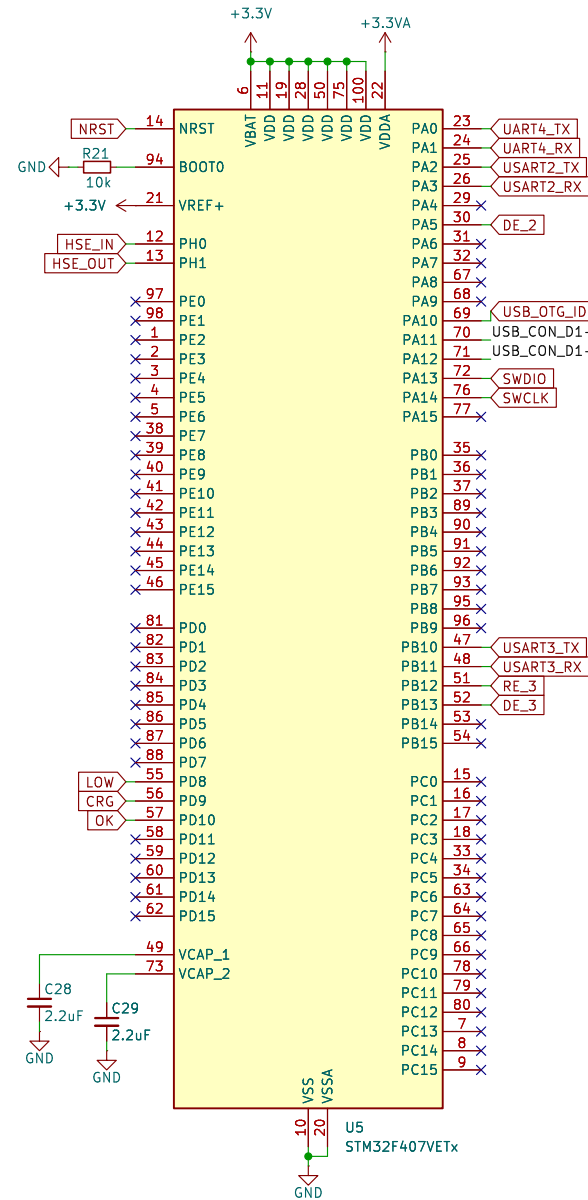 +3.3V
+3.3VA
6 11 19 28 50 75 100 22
VBAT VDD VDD VDD VDD VDD VDD VDDA
NRST 14 NRST PA0 23 UART4_TX
PA1 24 UART4_RX
R21
GND 94 BOOT0 PA2 25 USART2_TX
10k
PA3 26 USART2_RX
+3.3V 21 VREF+ PA4 29
PA5 30 DE_2
HSE_IN 12 PH0 PA6 31
HSE_OUT 13 PH1 PA7 32
PA8 67
97 PE0 PA9 68
98 PE1 PA10 69 USB_OTG_ID
1 PE2 PA11 70 USB_CON_D1-
2 PE3 PA12 71 USB_CON_D1-
3 PE4 PA13 72 SWDIO
4 PE5 PA14 76 SWCLK
5 PE6 PA15 77
38 PE7
39 PE8 PB0 35
40 PE9 PB1 36
41 PE10 PB2 37
42 PE11 PB3 89
43 PE12 PB4 90
44 PE13 PB5 91
45 PE14 PB6 92
46 PE15 PB7 93
PB8 95
81 PD0 PB9 96
82 PD1 PB10 47 USART3_TX
83 PD2 PB11 48 USART3_RX
84 PD3 PB12 51 RE_3
85 PD4 PB13 52 DE_3
86 PD5 PB14 53
87 PD6 PB15 54
88 PD7
LOW 55 PD8 PC0 15
CRG 56 PD9 PC1 16
OK 57 PD10 PC2 17
58 PD11 PC3 18
59 PD12 PC4 33
60 PD13 PC5 34
61 PD14 PC6 63
62 PD15 PC7 64
PC8 65
49 VCAP_1 PC9 66
73 VCAP_2 PC10 78
C28 PC11 79
C29 PC12 80
2.2uF
2.2uF PC13 7
GND PC14 8
GND PC15 9
VSS VSSA
10 20
U5
STM32F407VETx
GND